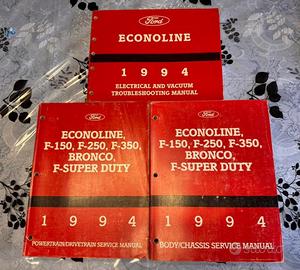 Ford
ECONOLINE
1994
ELECTRICAL AND VACUUM
TROUBLESHOOTING MANUAL
Ford
ECONOLINE,
F-150, F-250, F-350,
BRONCO,
F-SUPER DUTY
1994
POWERTRAIN/DRIVETRAIN SERVICE MANUAL
Ford
ECONOLINE,
F-150, F-250, F-350,
BRONCO,
F-SUPER DUTY
1994
BODY/CHASSIS SERVICE MANUAL